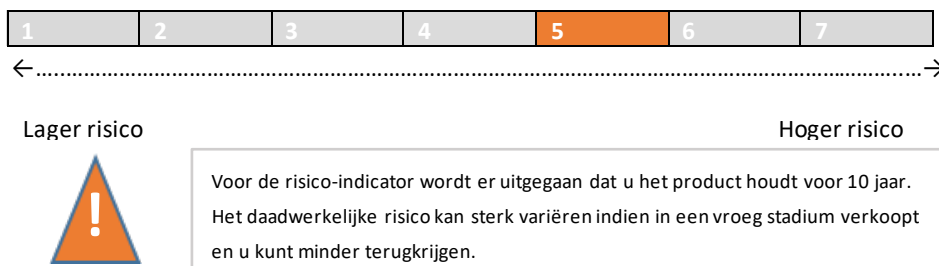 1 2 3 4 5 6 7
←......................................................................................................................→
Lager risico Hoger risico
!
Voor de risico-indicator wordt er uitgegaan dat u het product houdt voor 10 jaar.
Het daadwerkelijke risico kan sterk variëren indien in een vroeg stadium verkoopt
en u kunt minder terugkrijgen.